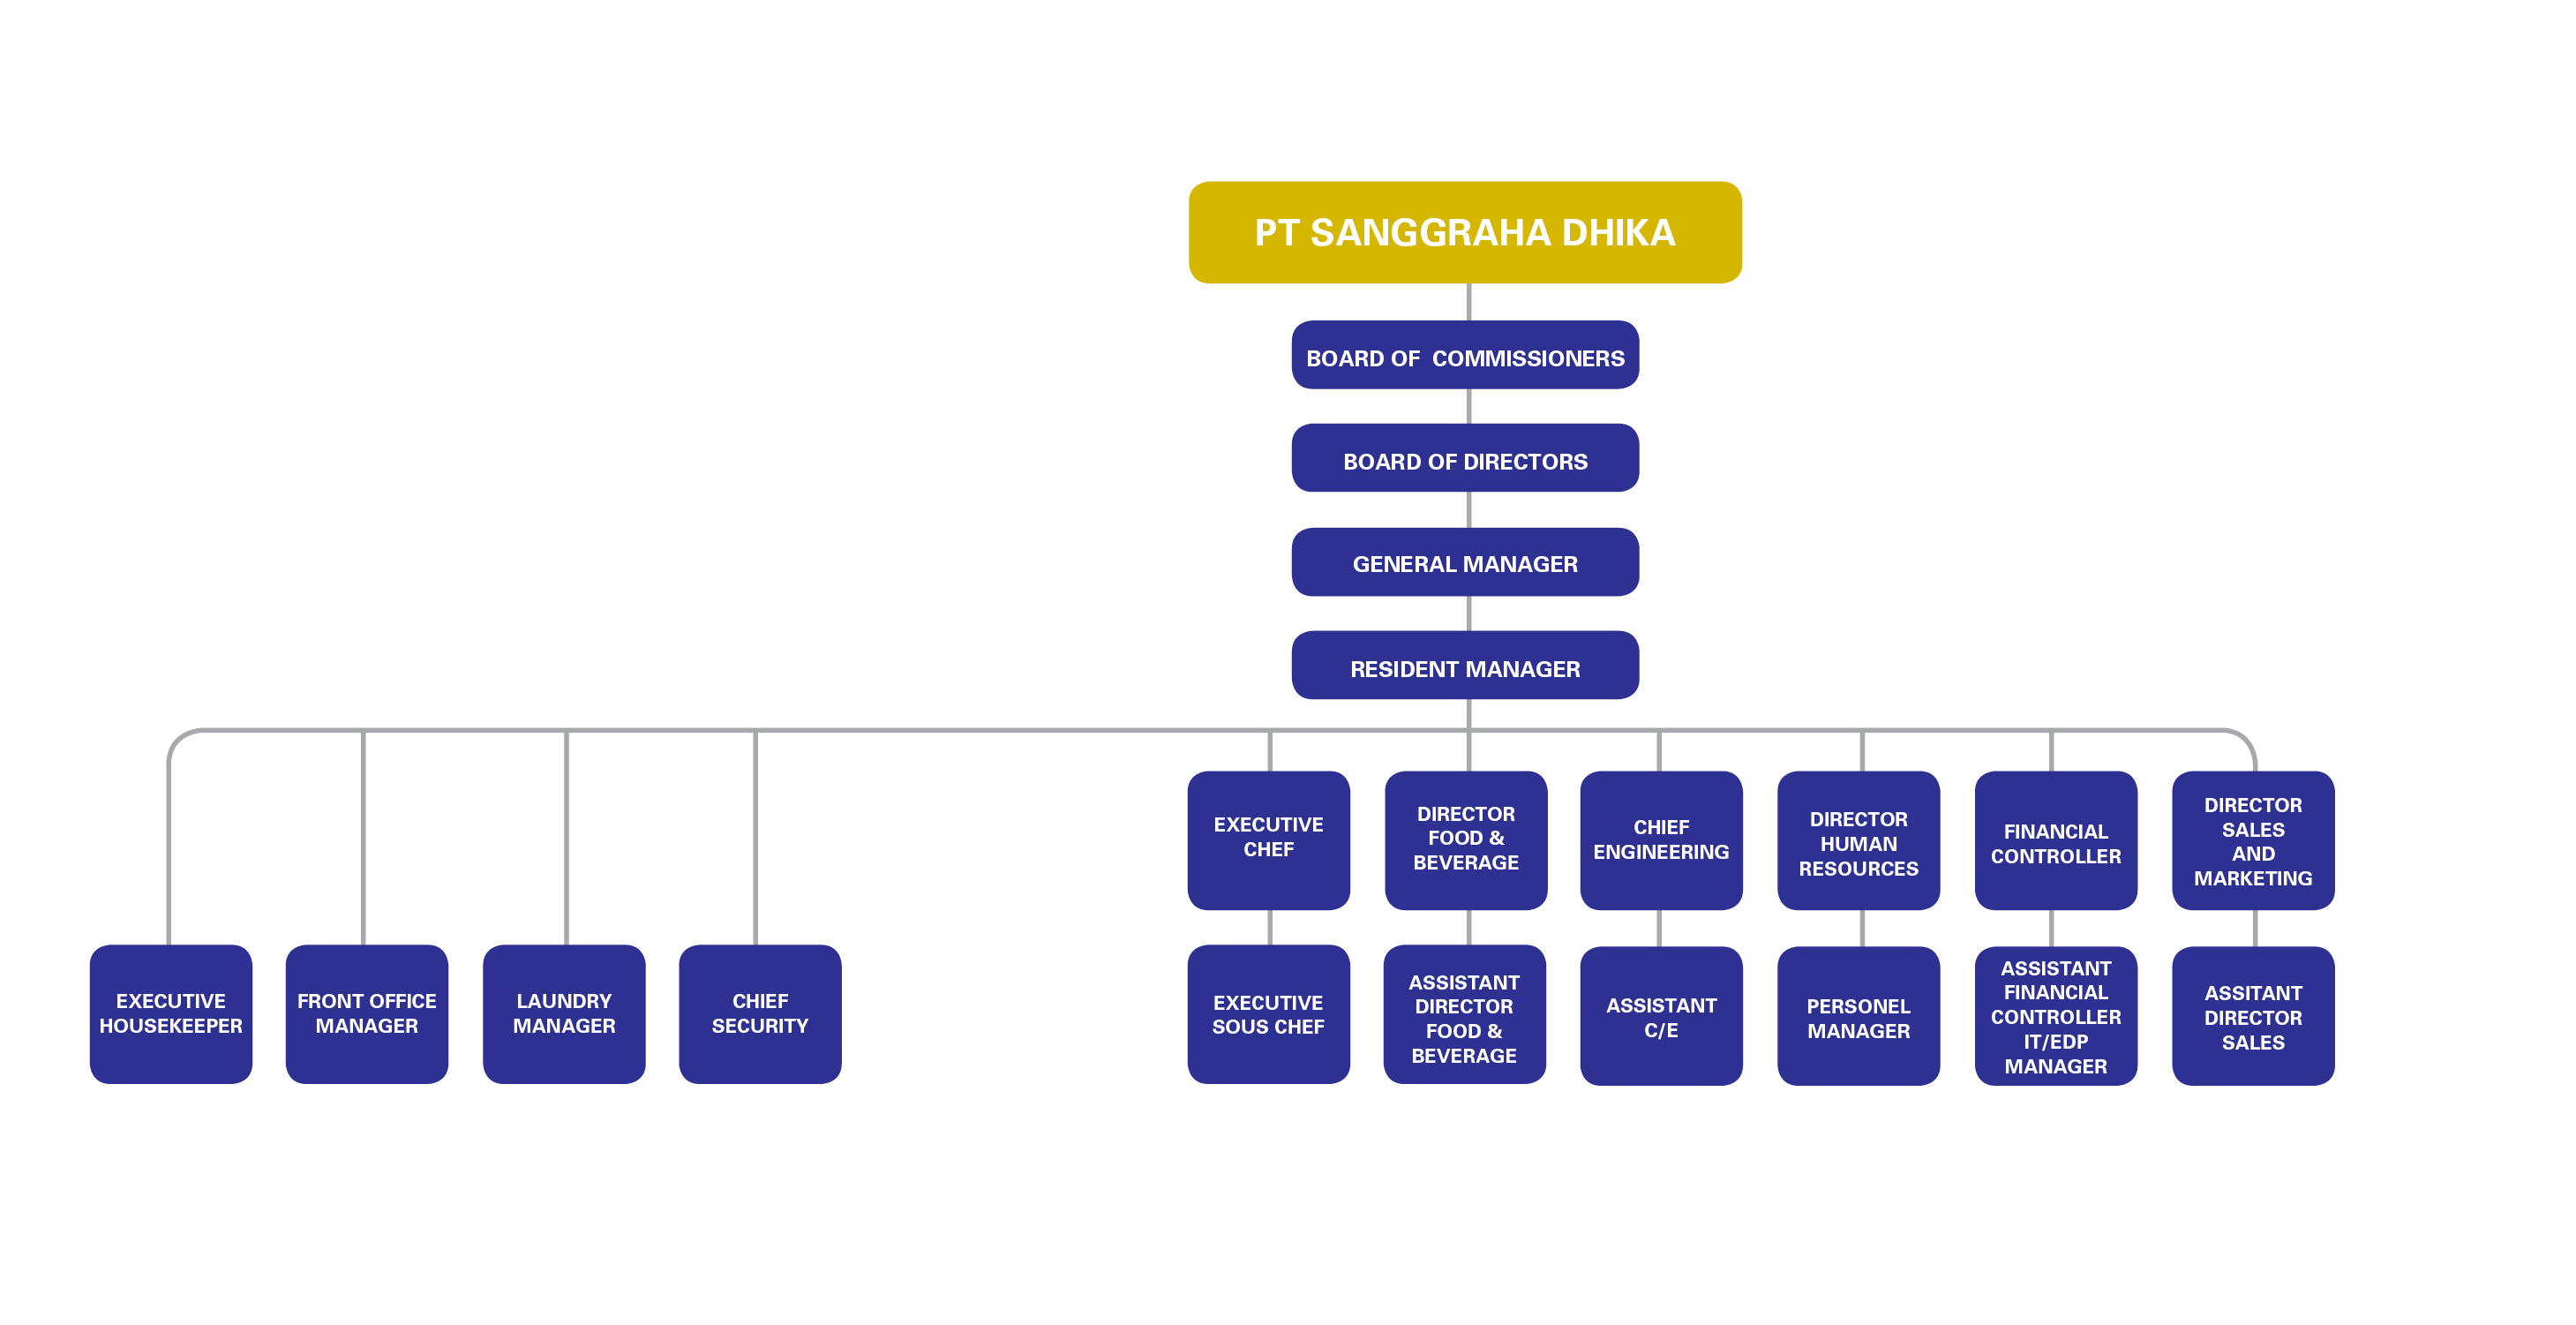 PT SANGGRAHA DHIKA
BOARD OF COMMISSIONERS
BOARD OF DIRECTORS
GENERAL MANAGER
RESIDENT MANAGER
EXECUTIVE
CHEF
DIRECTOR
FOOD &
BEVERAGE
CHIEF
ENGINEERING
DIRECTOR
HUMAN
RESOURCES
FINANCIAL
CONTROLLER
DIRECTOR
SALES
AND
MARKETING
EXECUTIVE
HOUSEKEEPER
FRONT OFFICE
MANAGER
LAUNDRY
MANAGER
CHIEF
SECURITY
EXECUTIVE
SOUS CHEF
ASSISTANT
DIRECTOR
FOOD &
BEVERAGE
ASSISTANT
C/E
PERSONEL
MANAGER
ASSISTANT
FINANCIAL
CONTROLLER
IT/EDP
MANAGER
ASSITANT
DIRECTOR
SALES